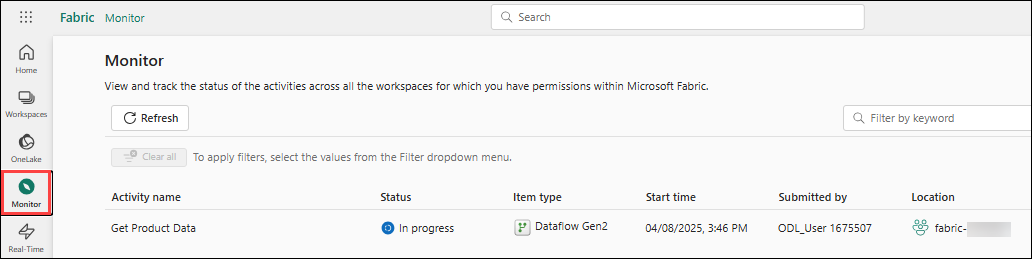 Fabric Monitor Search
Home
Workspaces
OneLake
Monitor
Real-Time
Monitor
View and track the status of the activities across all the workspaces for which you have permissions within Microsoft Fabric.
Refresh Filter by keyword
Clear all To apply filters, select the values from the Filter dropdown menu.
Activity name Status Item type Start time Submitted by Location
Get Product Data In progress Dataflow Gen2 04/08/2025, 3:46 PM ODL_User 1675507 fabric-